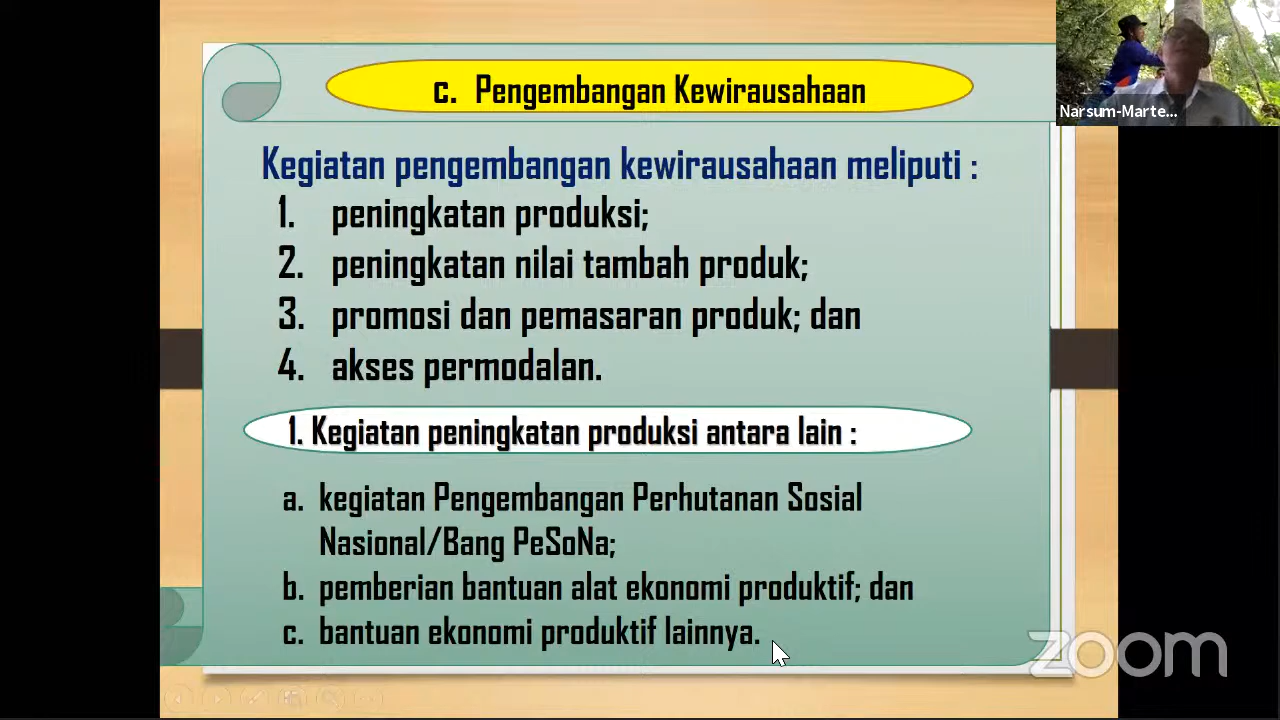 c. Pengembangan Kewirausahaan
Narsum-Marte...
Kegiatan pengembangan kewirausahaan meliputi :
1. peningkatan produksi;
2. peningkatan nilai tambah produk;
3. promosi dan pemasaran produk; dan
4. akses permodalan.
1. Kegiatan peningkatan produksi antara lain :
a. kegiatan Pengembangan Perhutanan Sosial
Nasional/Bang PeSoNa;
b. pemberian bantuan alat ekonomi produktif; dan
c. bantuan ekonomi produktif lainnya.
zoom